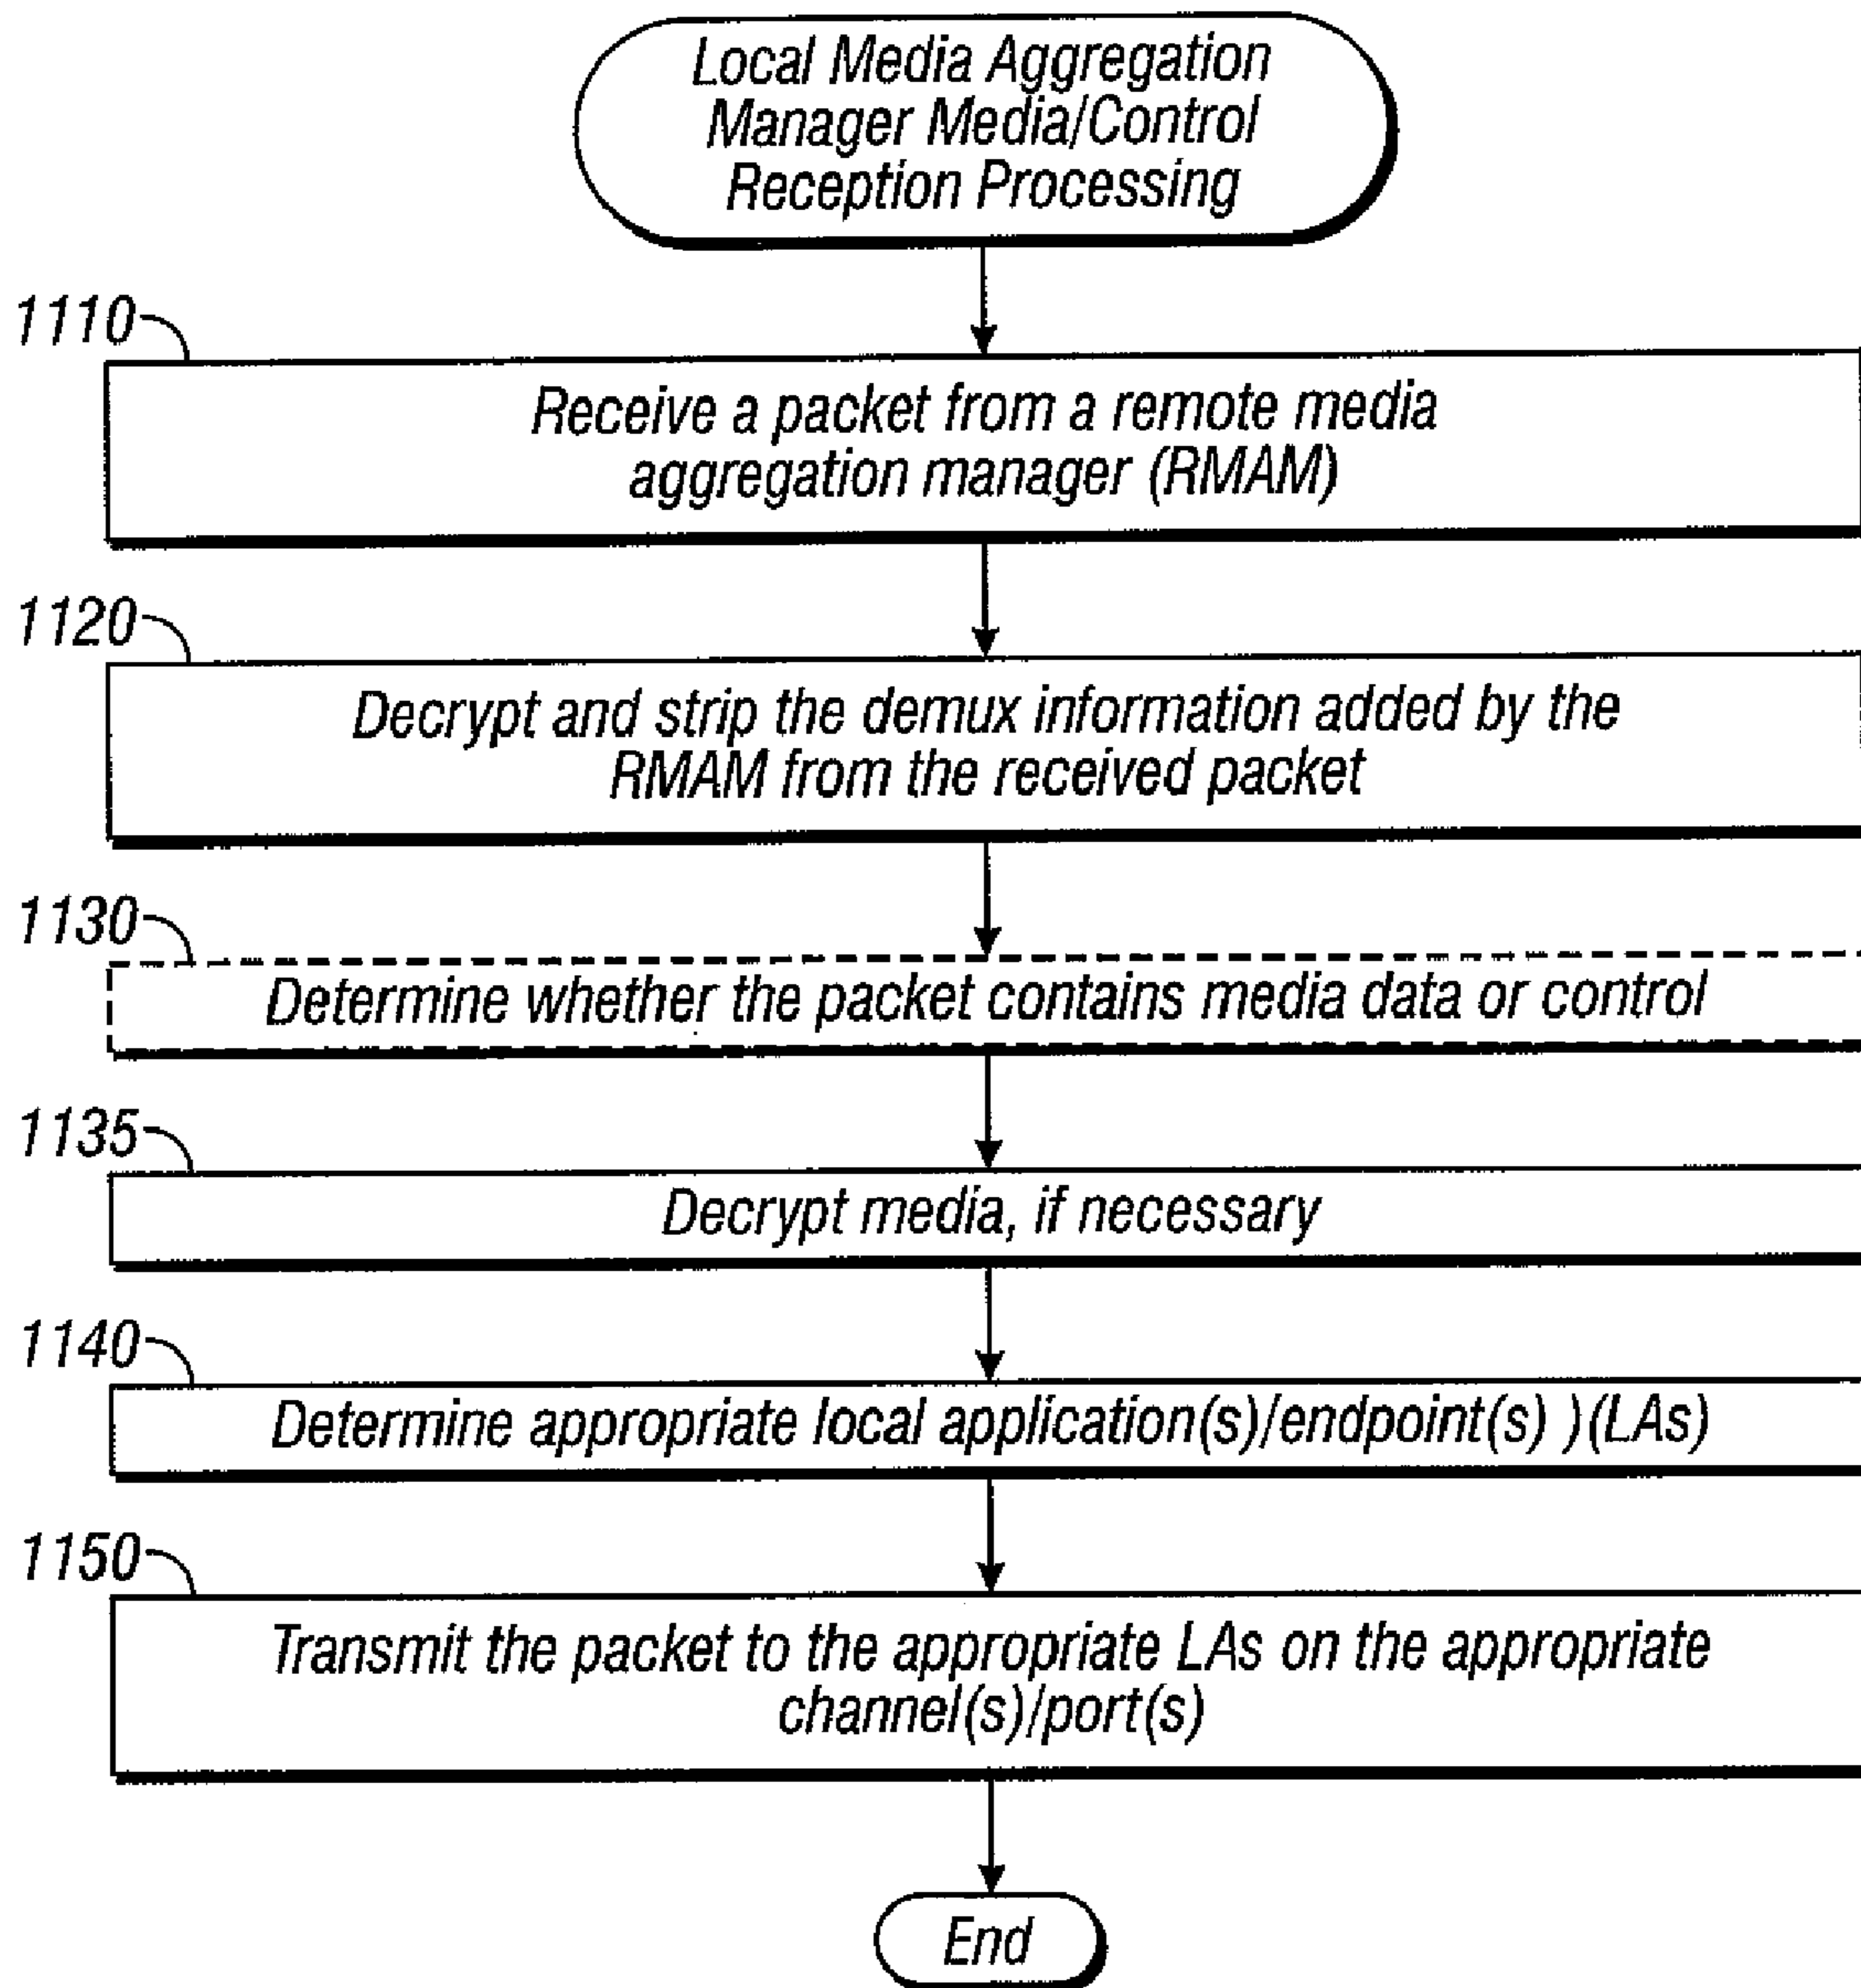 Local Media Aggregation
Manager Media/Control
Reception Processing
1110
Receive a packet from a remote media
aggregation manager (RMAM)
1120
Decrypt and strip the demux information added by the
RMAM from the received packet
1130
Determine whether the packet contains media data or control
1135
Decrypt media, if necessary
1140
Determine appropriate local application(s)/endpoint(s) )(LAs)
1150
Transmit the packet to the appropriate LAs on the appropriate
channel(s)/port(s)
End